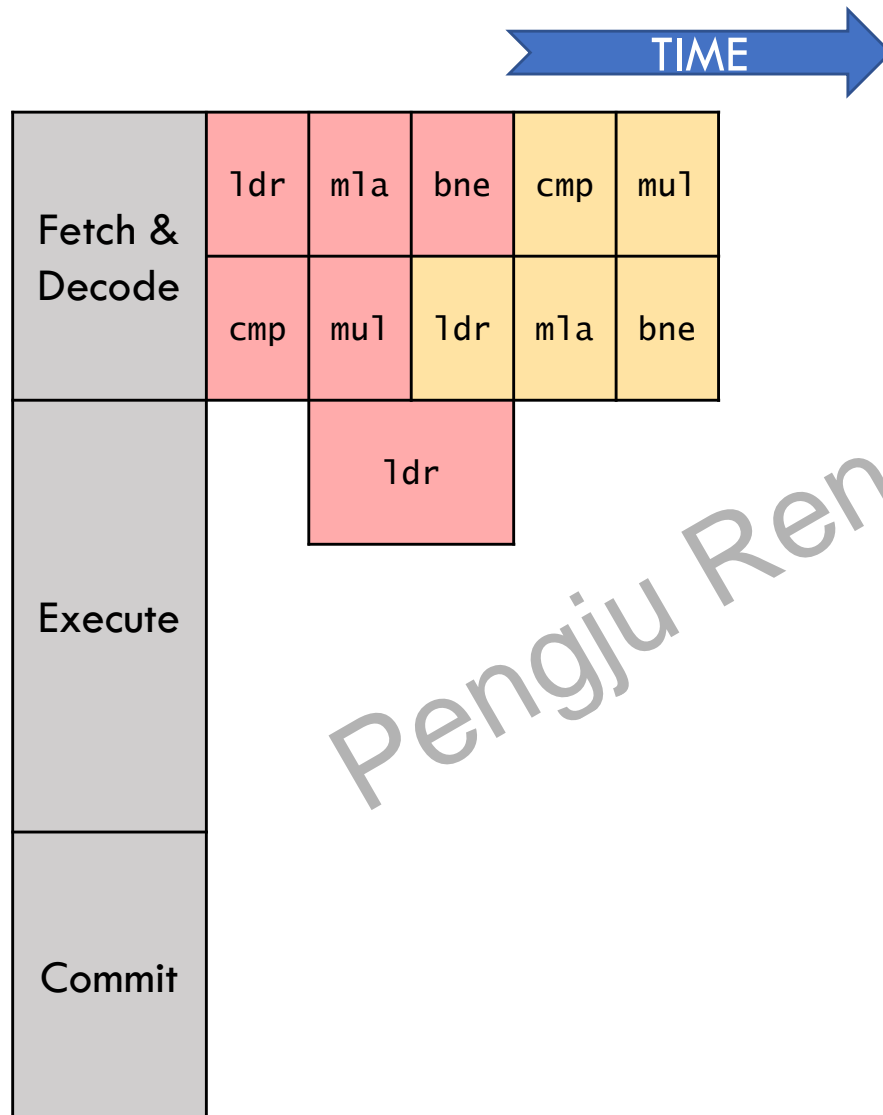 TIME
Fetch &
Decode
ldr mla bne cmp mul
cmp mul ldr mla bne
Execute
ldr
Pengju Ren
Commit